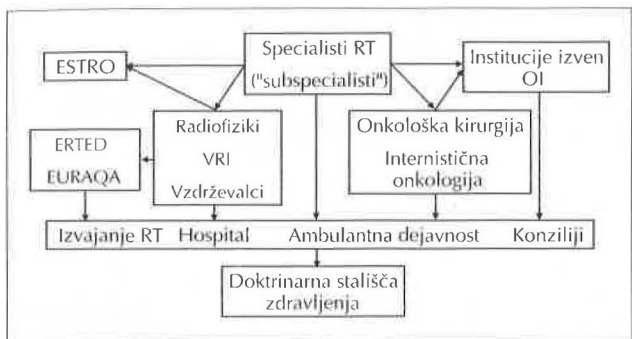 Specialisti RT
("subspecialisti")
ESTRO
Institucije izven
OI
Radiofiziki
VRI
Vzdrževalci
Onkološka kirurgija
Internistična
onkologija
ERTED
EURAQA
Izvajanje RT Hospital Ambulantna dejavnost Konziliji
Doktrinarna stališča
zdravljenja